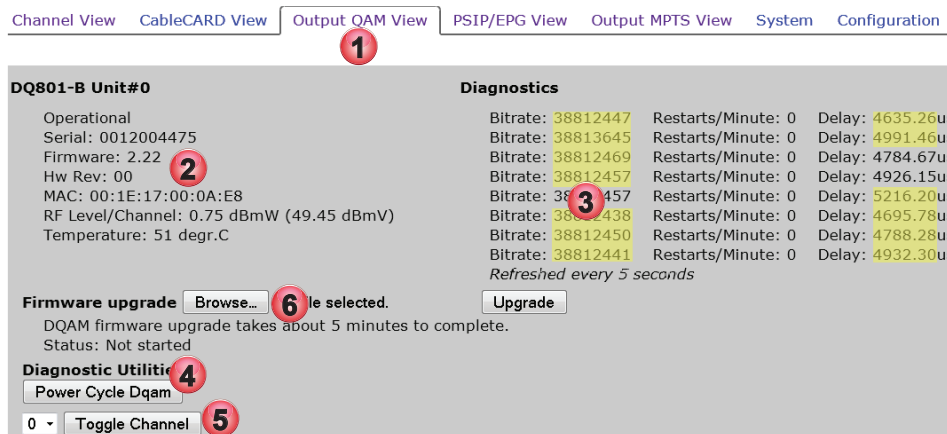 Channel View CableCARD View Output QAM View PSIP/EPG View Output MPTS View System Configuration
1
DQ801-B Unit#0 Diagnostics
Operational Bitrate: 38812447 Restarts/Minute: 0 Delay: 4635.26u
Serial: 0012004475 Bitrate: 38813645 Restarts/Minute: 0 Delay: 4991.46u
Firmware: 2.22 Bitrate: 38812469 Restarts/Minute: 0 Delay: 4784.67u
2
Hw Rev: 00 Bitrate: 38812457 Restarts/Minute: 0 Delay: 4926.15u
MAC: 00:1E:17:00:0A:E8 Bitrate: 38 457 Restarts/Minute: 0 Delay: 5216.20u
3
RF Level/Channel: 0.75 dBmW (49.45 dBmV) Bitrate: 38812438 Restarts/Minute: 0 Delay: 4695.78u
Temperature: 51 degr.C Bitrate: 38812450 Restarts/Minute: 0 Delay: 4788.28u
Bitrate: 38812441 Restarts/Minute: 0 Delay: 4932.30u
Refreshed every 5 seconds
Firmware upgrade Browse... 6 le selected. Upgrade
DQAM firmware upgrade takes about 5 minutes to complete.
Status: Not started
Diagnostic Utilitie
4
Power Cycle Dqam
0 Toggle Channel 5